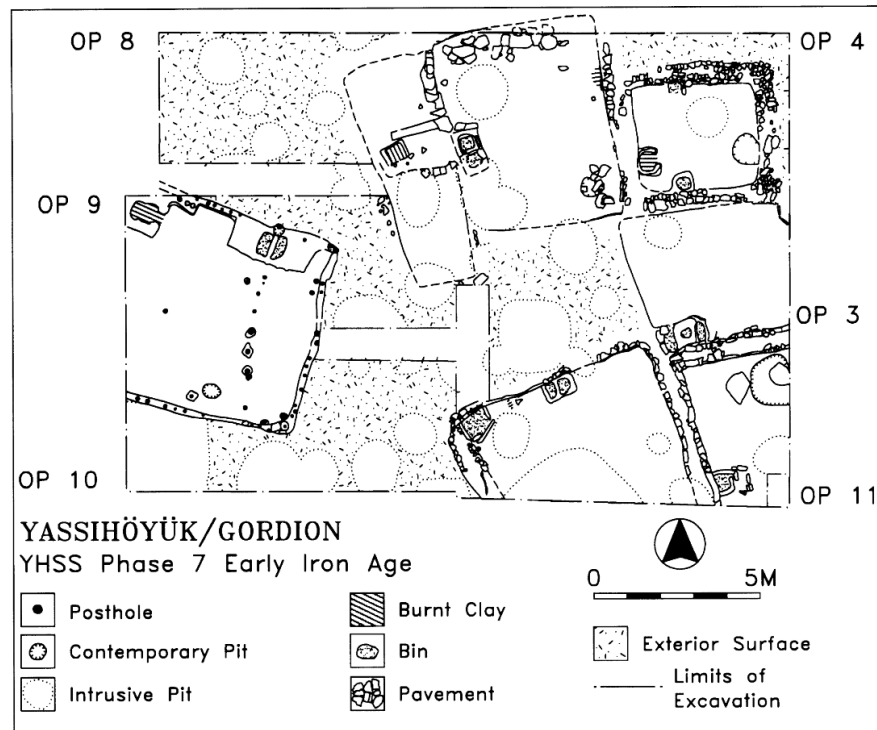 OP 8
OP 4
OP 9
OP 3
OP 10
OP 11
YASSIHÖYÜK/GORDION
YHSS Phase 7 Early Iron Age
0 5M
Posthole
Burnt Clay
Exterior Surface
Contemporary Pit
Bin
Limits of
Excavation
Intrusive Pit
Pavement